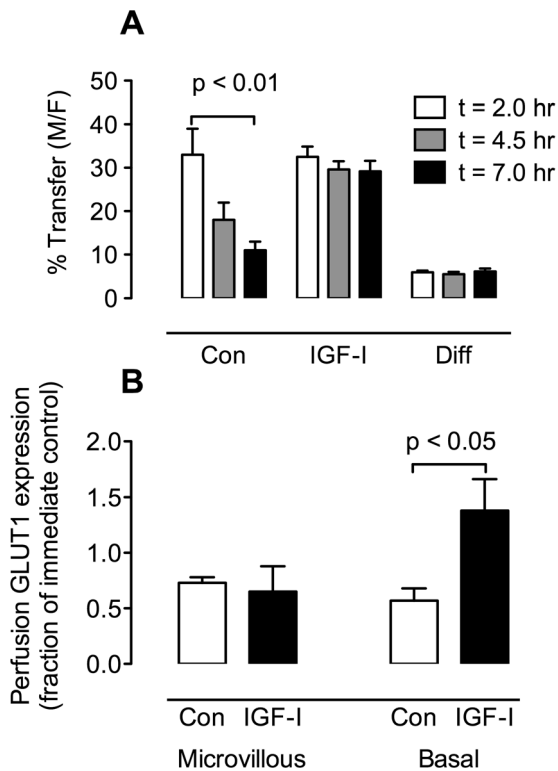 A
50
p < 0.01
t = 2.0 hr
40
t = 4.5 hr
30
t = 7.0 hr
20
10
0
% Transfer (M/F)
Con IGF-I Diff
B
2.0
p < 0.05
1.5
1.0
0.5
0.0
Perfusion GLUT1 expression
(fraction of immediate control)
Con IGF-I Con IGF-I
Microvillous Basal